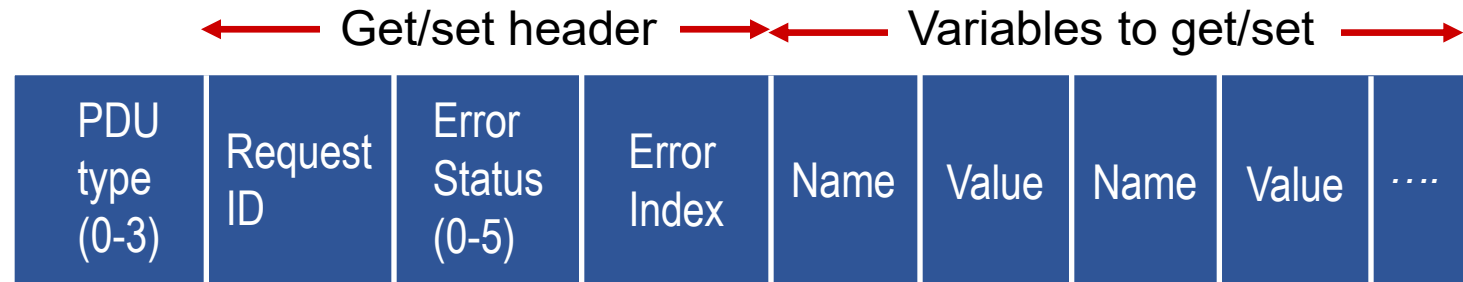 Get/set header
Variables to get/set
PDU
type
(0-3)
Request
ID
Error
Status
(0-5)
Error
Index
Name
Value
Name
Value
....